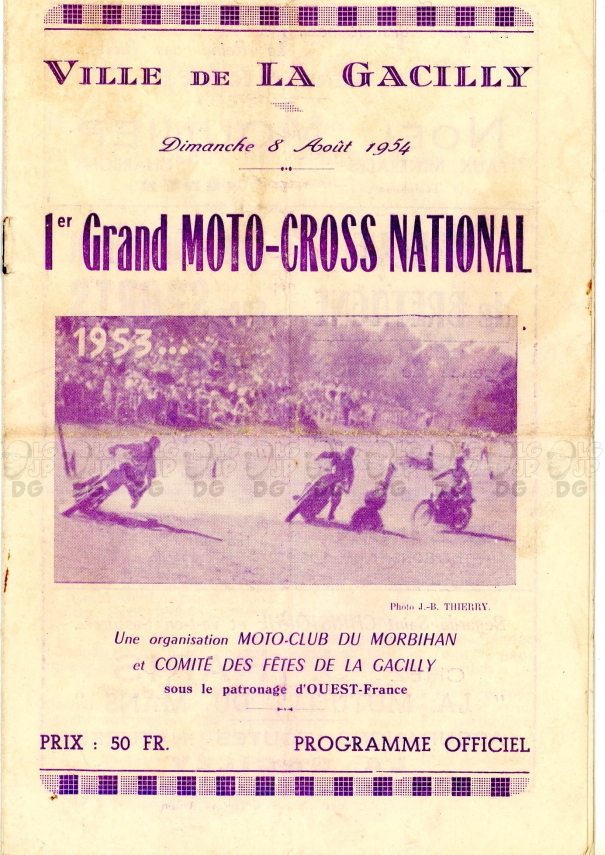 VILLE DE LA GACILLY
Dimanche 8 Août 1954
1er Grand MOTO-CROSS NATIONAL
1953...
Photo J.-B. THIERRY.
Une organisation MOTO-CLUB DU MORBIHAN
et COMITÉ DES FÊTES DE LA GACILLY
sous le patronage d'OUEST-France
PRIX : 50 FR. PROGRAMME OFFICIEL